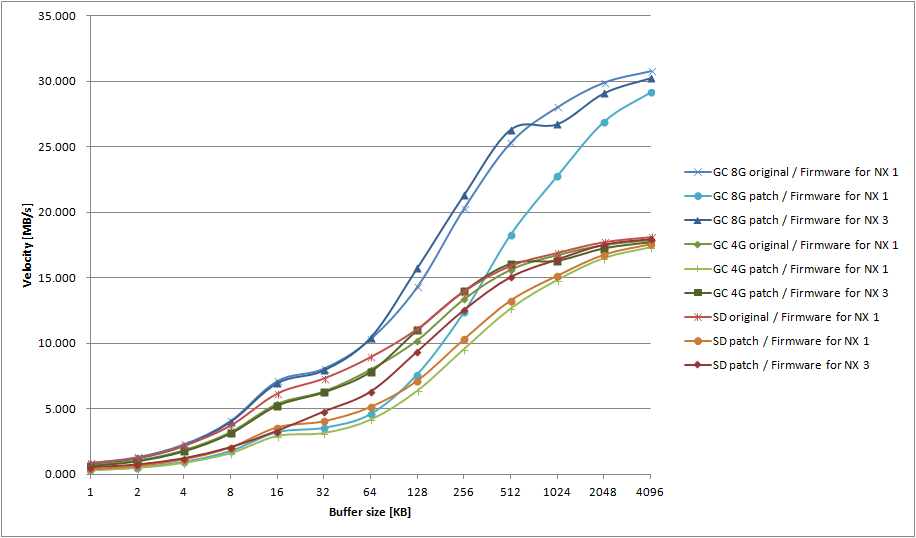 35.000
30.000
25.000
20.000
15.000
10.000
5.000
0.000
Velocity [MB/s]
1 2 4 8 16 32 64 128 256 512 1024 2048 4096
Buffer size [KB]
GC 8G original / Firmware for NX 1
GC 8G patch / Firmware for NX 1
GC 8G patch / Firmware for NX 3
GC 4G original / Firmware for NX 1
GC 4G patch / Firmware for NX 1
GC 4G patch / Firmware for NX 3
SD original / Firmware for NX 1
SD patch / Firmware for NX 1
SD patch / Firmware for NX 3